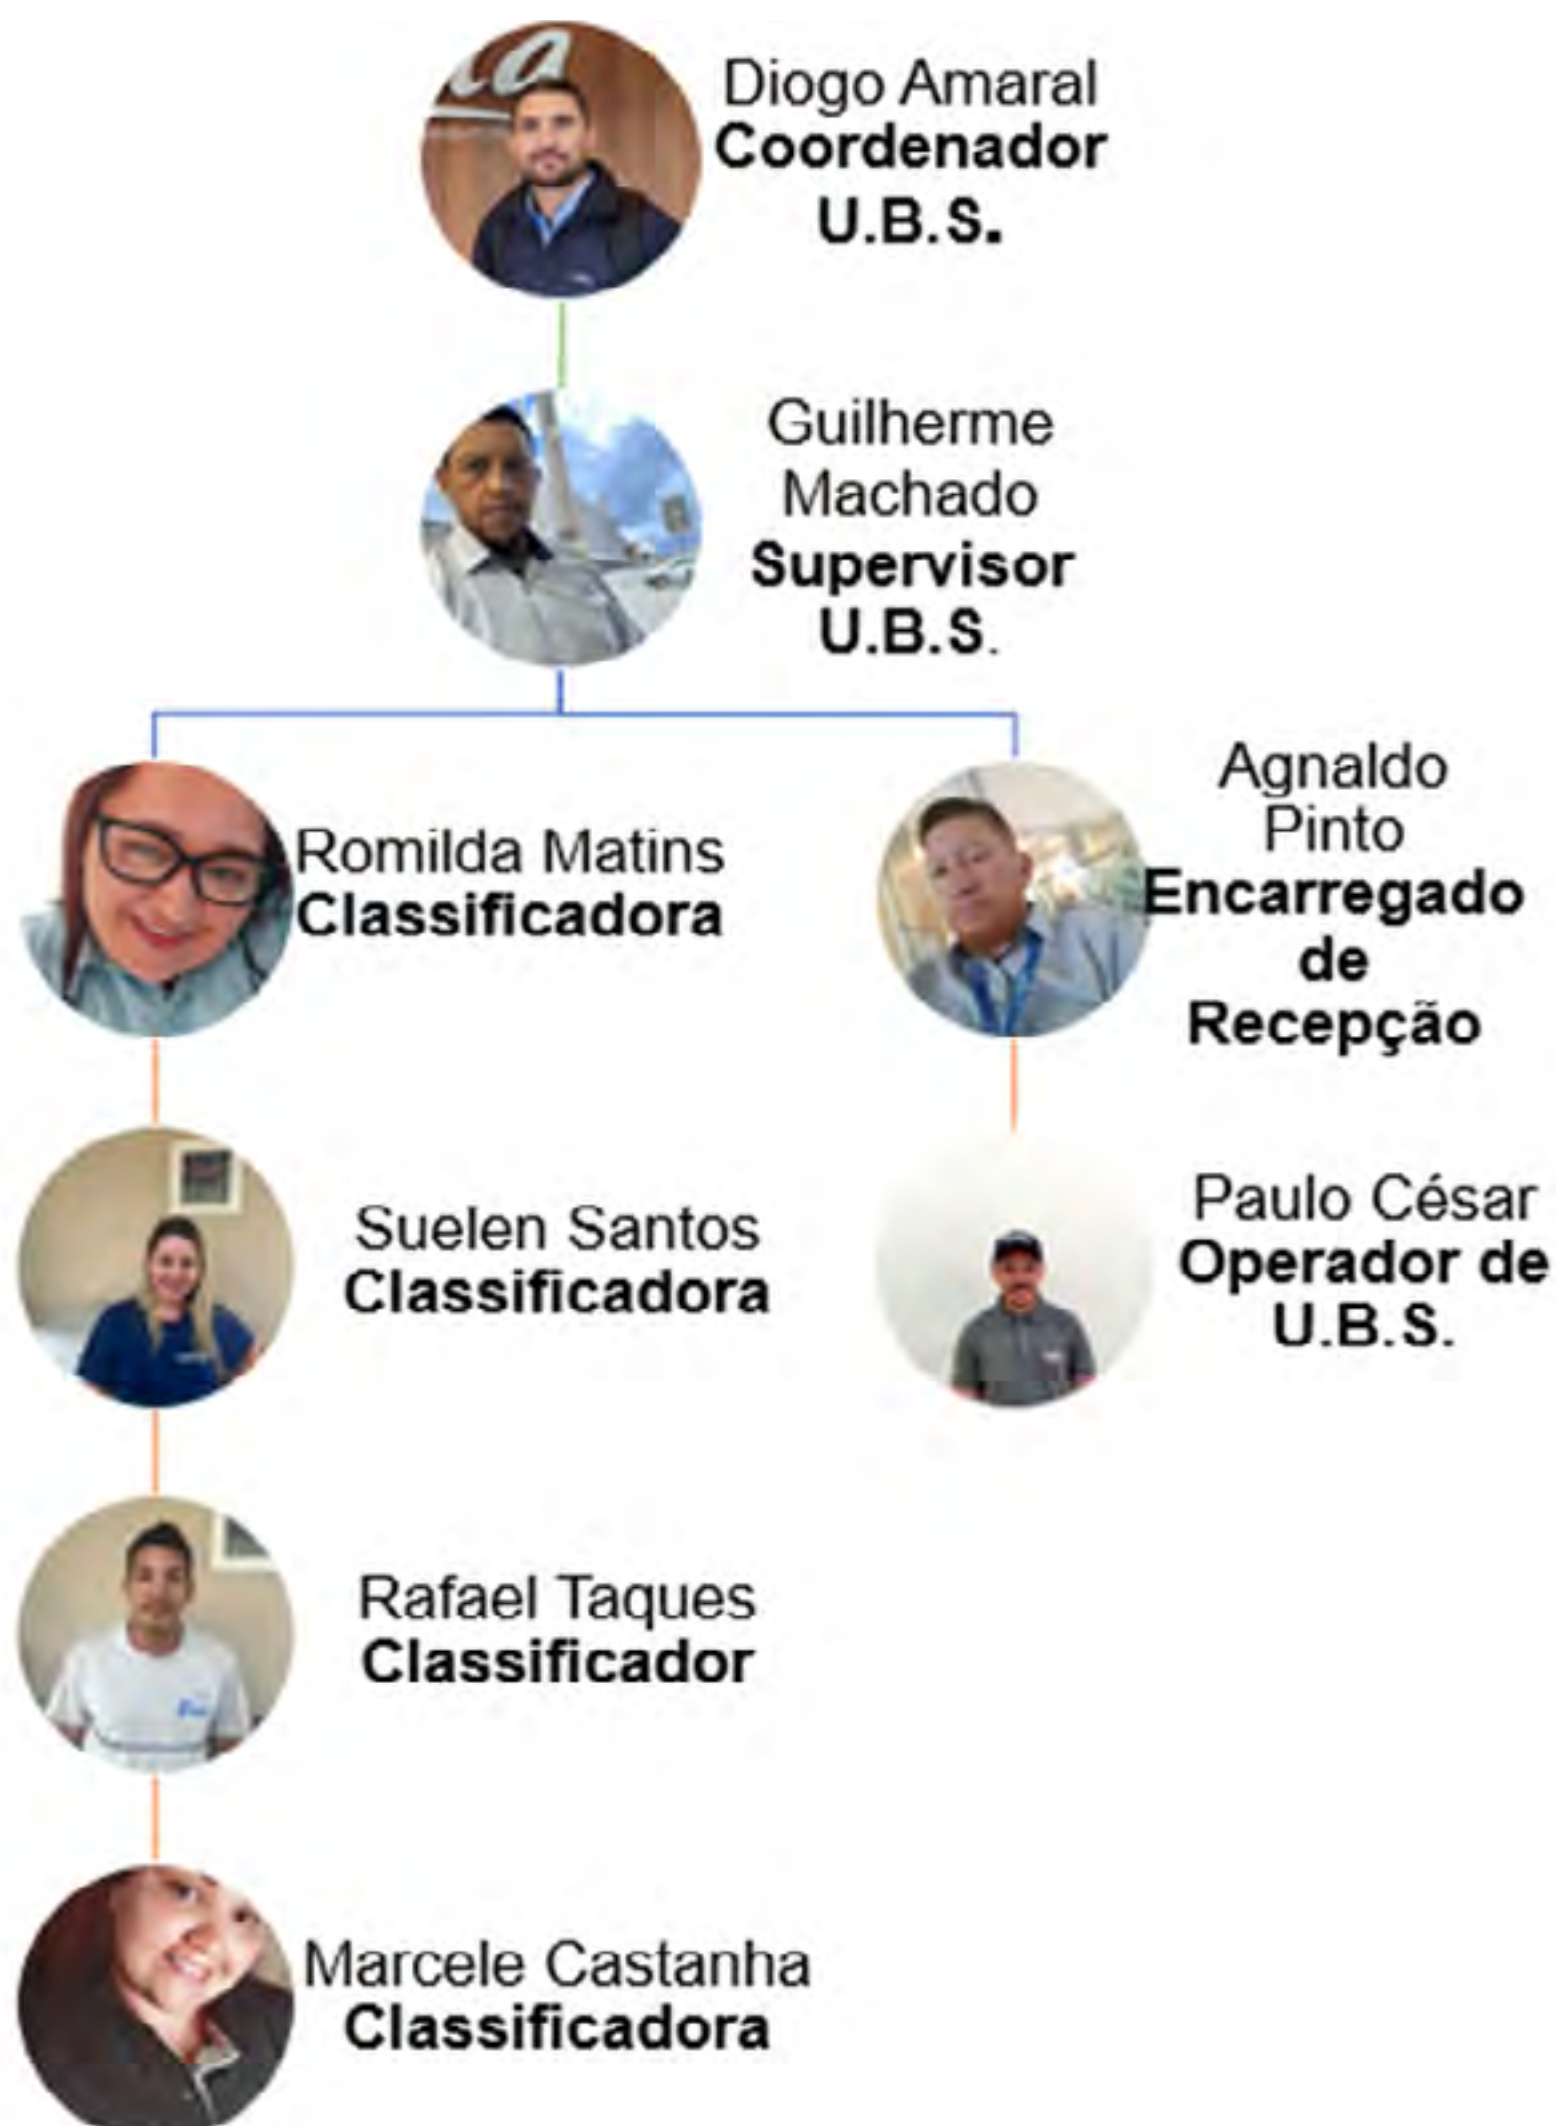 Diogo Amaral
Coordenador
U.B.S.
Guilherme
Machado
Supervisor
U.B.S.
Romilda Matins
Classificadora
Agnaldo
Pinto
Encarregado
de
Recepção
Suelen Santos
Classificadora
Paulo César
Operador de
U.B.S.
Rafael Taques
Classificador
Marcele Castanha
Classificadora